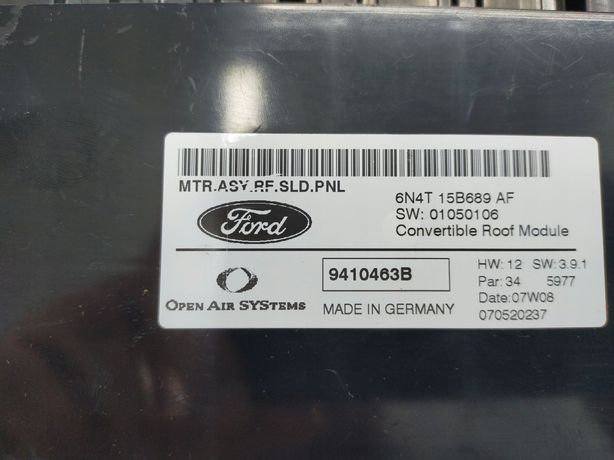 MTR.ASY.RF.SLD.PNL
Ford
6N4T 15B689 AF
SW: 01050106
Convertible Roof Module
OPEN AIR SYSTEMS
9410463B
MADE IN GERMANY
HW: 12 SW: 3.9.1
Par: 34 5977
Date:07W08
070520237